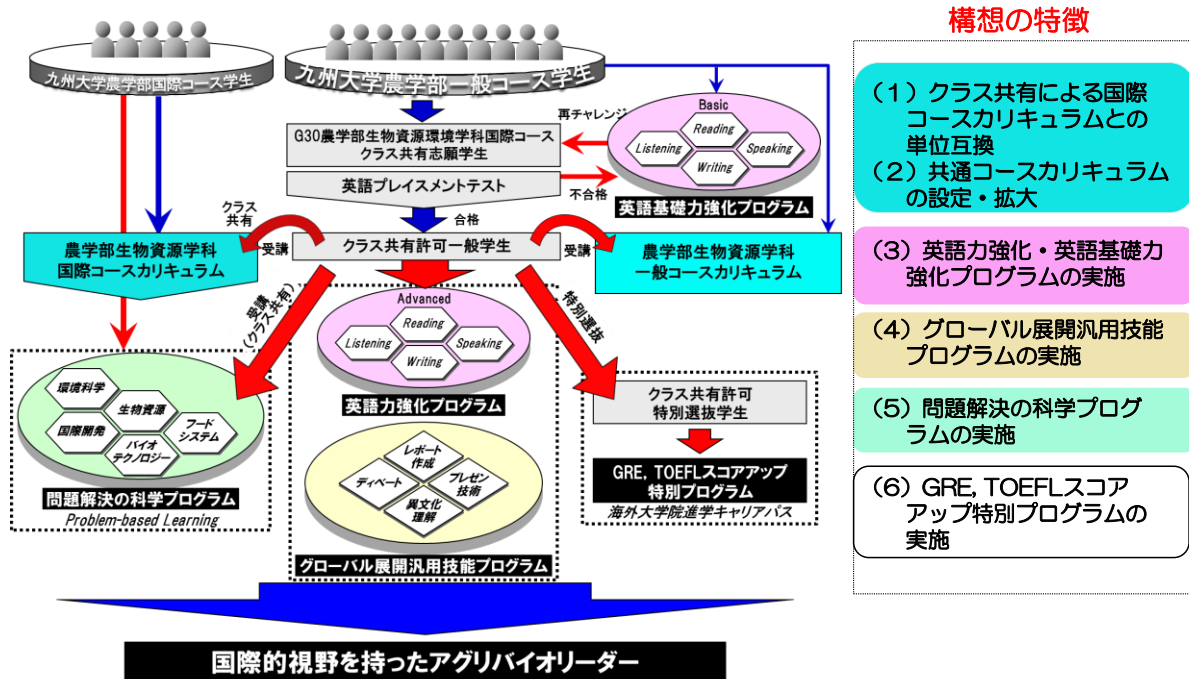 九州大学農学部国際コース学生
九州大学農学部一般コース学生
G30農学部生物資源環境学科国際コース
クラス共有志願学生
再チャレンジ
英語プレイスメントテスト
不合格
合格
Basic
Reading
Listening
Speaking
Writing
英語基礎力強化プログラム
クラス
共有
受講
農学部生物資源学科
国際コースカリキュラム
クラス共有許可一般学生
受講
農学部生物資源学科
一般コースカリキュラム
受講
(クラス共有)
特別選抜
Advanced
Reading
Listening
Speaking
Writing
英語力強化プログラム
環境科学
生物資源
国際開発
フード
システム
バイオ
テクノロジー
問題解決の科学プログラム
Problem-based Learning
レポート
作成
ディベート
プレゼン
技術
異文化
理解
グローバル展開汎用技能プログラム
クラス共有許可
特別選抜学生
GRE, TOEFLスコアアップ
特別プログラム
海外大学院進学キャリアパス
国際的視野を持ったアグリバイオリーダー
構想の特徴
(1)クラス共有による国際
コースカリキュラムとの
単位互換
(2)共通コースカリキュラム
の設定・拡大
(3)英語力強化・英語基礎力
強化プログラムの実施
(4)グローバル展開汎用技能
プログラムの実施
(5)問題解決の科学プログ
ラムの実施
(6)GRE, TOEFLスコア
アップ特別プログラムの
実施